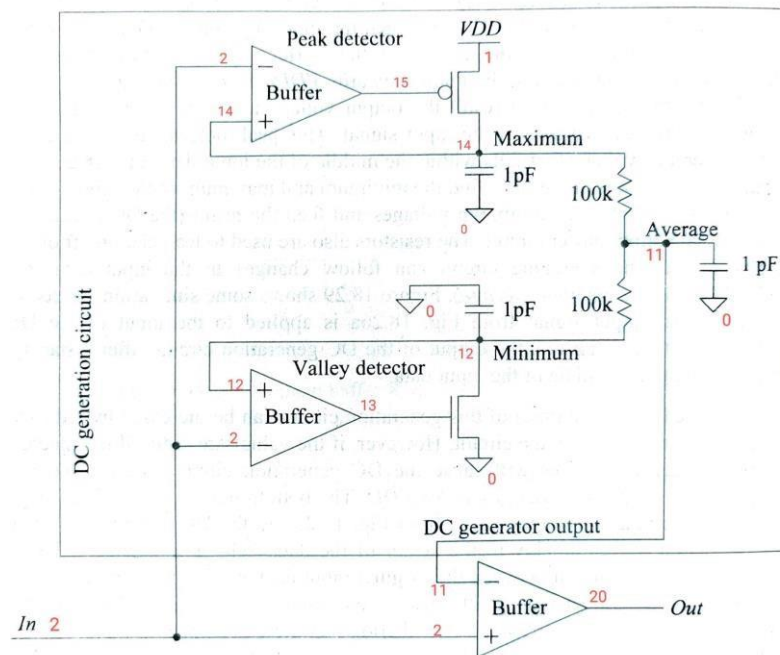 VDD
1
Peak detector
2
−
Buffer
15
14
+
14
Maximum
1pF
0
100k
Average
11
1 pF
0
0
1pF
100k
12
Minimum
DC generation circuit
Valley detector
12
+
Buffer
13
2
−
0
DC generator output
11
−
Buffer
20
Out
In 2
2
+